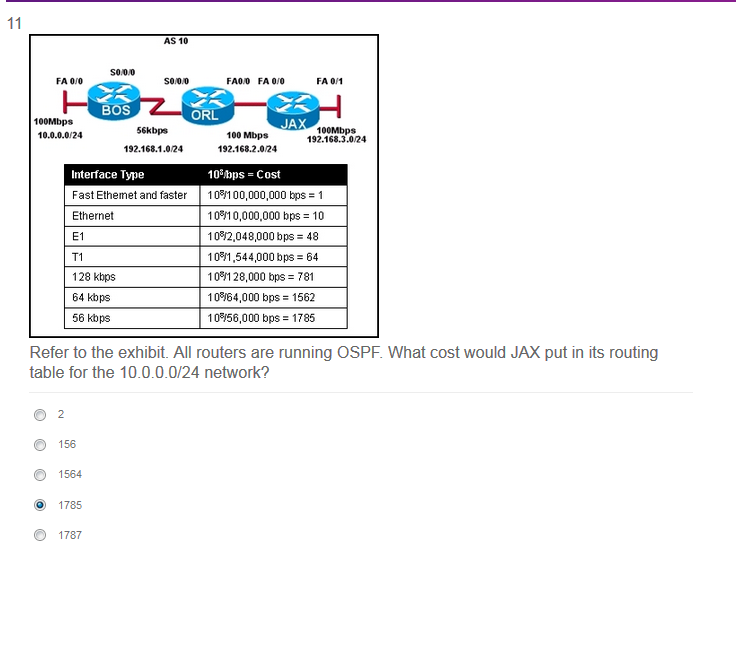 11
AS 10
S0/0/0
FA 0/0
S0/0/0
FA0/0 FA 0/0
FA 0/1
BOS
ORL
JAX
100Mbps
10.0.0.0/24
56kbps
192.168.1.0/24
100 Mbps
192.168.2.0/24
100Mbps
192.168.3.0/24
Interface Type 10⁸/bps = Cost
Fast Ethernet and faster 10⁸/100,000,000 bps = 1
Ethernet 10⁸/10,000,000 bps = 10
E1 10⁸/2,048,000 bps = 48
T1 10⁸/1,544,000 bps = 64
128 kbps 10⁸/128,000 bps = 781
64 kbps 10⁸/64,000 bps = 1562
56 kbps 10⁸/56,000 bps = 1785
Refer to the exhibit. All routers are running OSPF. What cost would JAX put in its routing
table for the 10.0.0.0/24 network?
2
156
1564
1785
1787